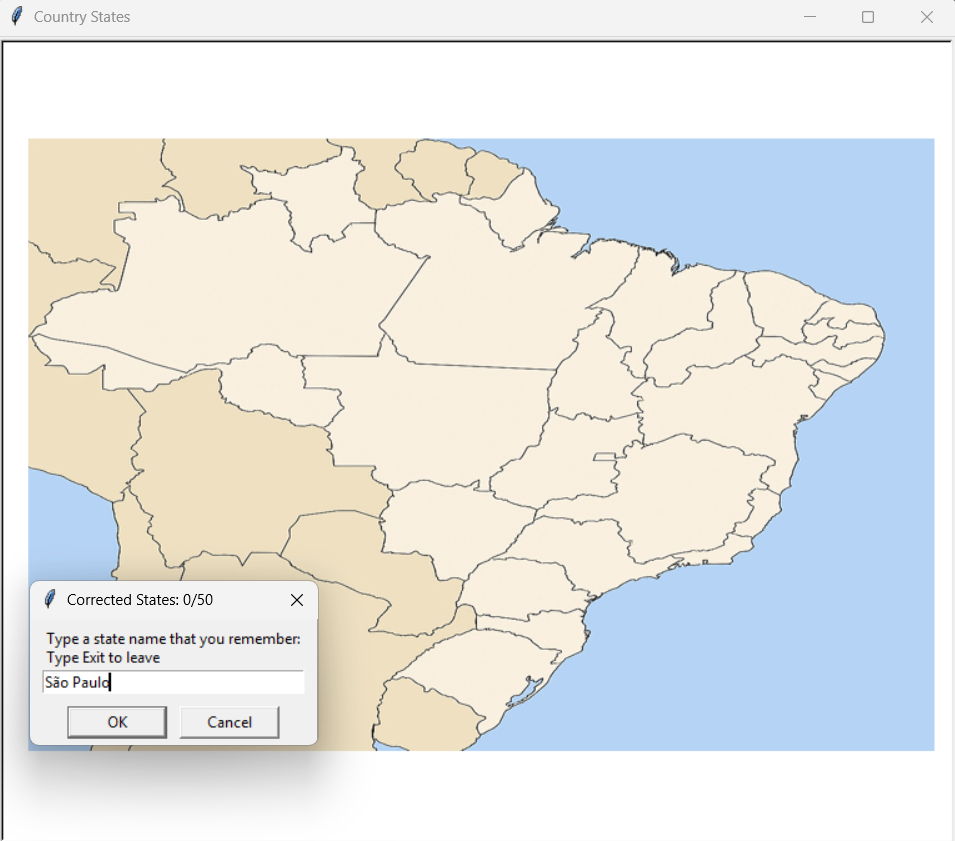 Country States
Corrected States: 0/50
Type a state name that you remember:
Type Exit to leave
São Paulo
OK
Cancel